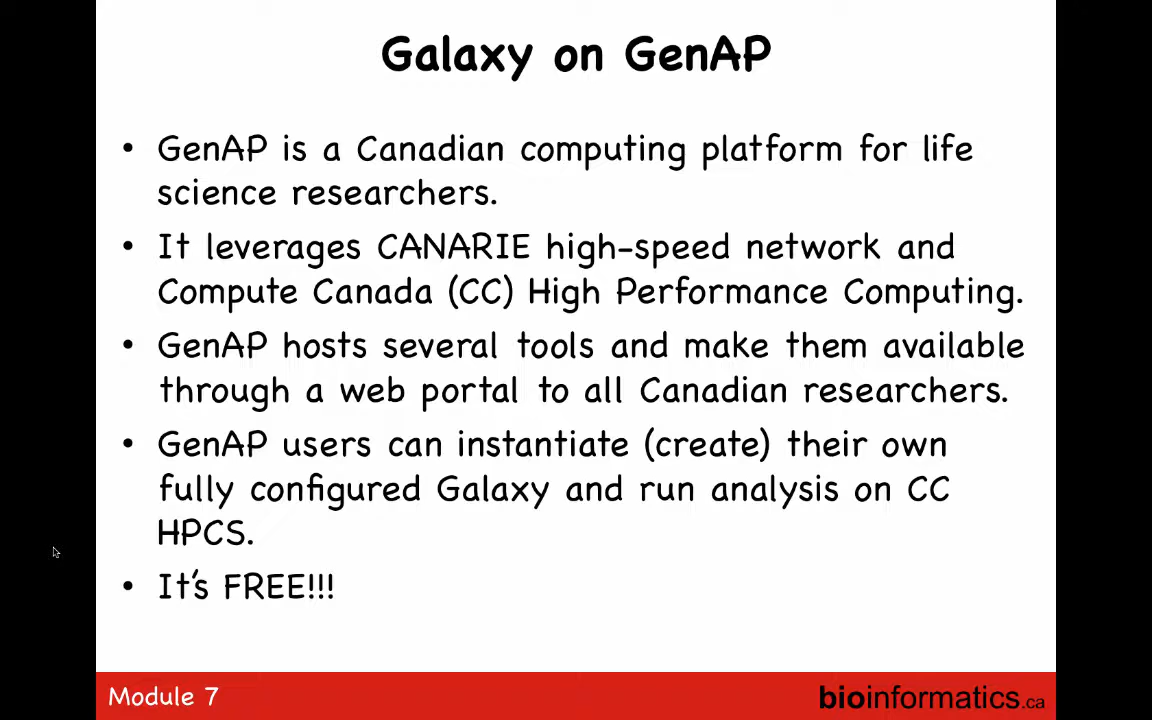 Galaxy on GenAP
• GenAP is a Canadian computing platform for life
science researchers.
• It leverages CANARIE high-speed network and
Compute Canada (CC) High Performance Computing.
• GenAP hosts several tools and make them available
through a web portal to all Canadian researchers.
• GenAP users can instantiate (create) their own
fully configured Galaxy and run analysis on CC
HPCS.
• It's FREE!!!
Module 7
bioinformatics.ca